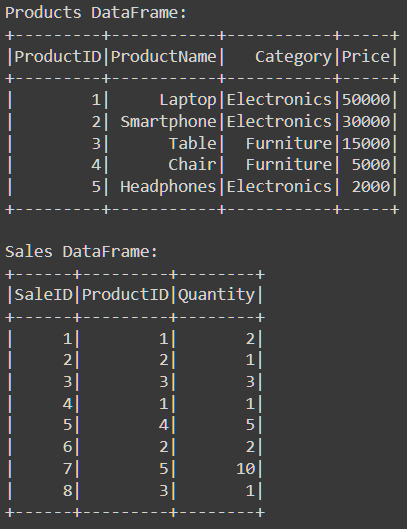 Products DataFrame:
+---------+-----------+-----------+-----+
|ProductID|ProductName|   Category|Price|
+---------+-----------+-----------+-----+
|        1|     Laptop|Electronics|50000|
|        2| Smartphone|Electronics|30000|
|        3|      Table|  Furniture|15000|
|        4|      Chair|  Furniture| 5000|
|        5| Headphones|Electronics| 2000|
+---------+-----------+-----------+-----+
Sales DataFrame:
+------+---------+--------+
|SaleID|ProductID|Quantity|
+------+---------+--------+
|     1|        1|       2|
|     2|        2|       1|
|     3|        3|       3|
|     4|        1|       1|
|     5|        4|       5|
|     6|        2|       2|
|     7|        5|      10|
|     8|        3|       1|
+------+---------+--------+